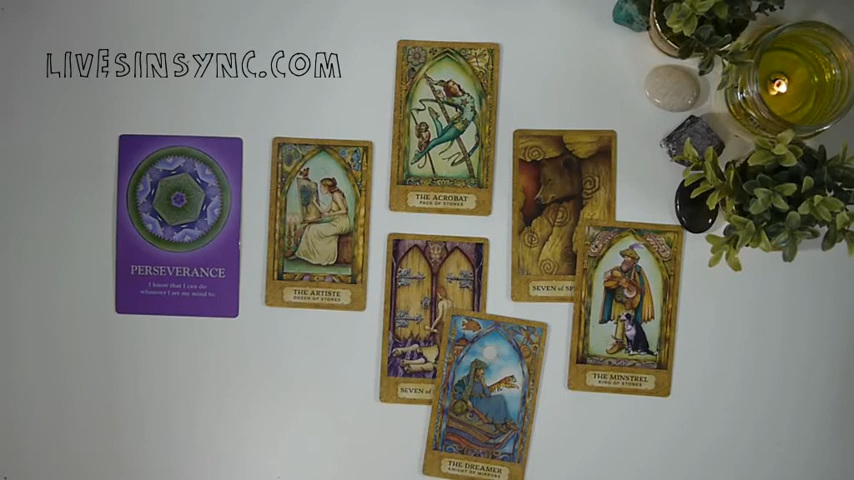 LIVESINSYNC.COM
PERSEVERANCE
I know that I can do
whatever I set my mind to.
THE ARTISTE
QUEEN OF STONES
THE ACROBAT
PAGE OF STONES
SEVEN of
THE DREAMER
KNIGHT OF MIRRORS
SEVEN of
THE MINSTREL
KING OF STONES